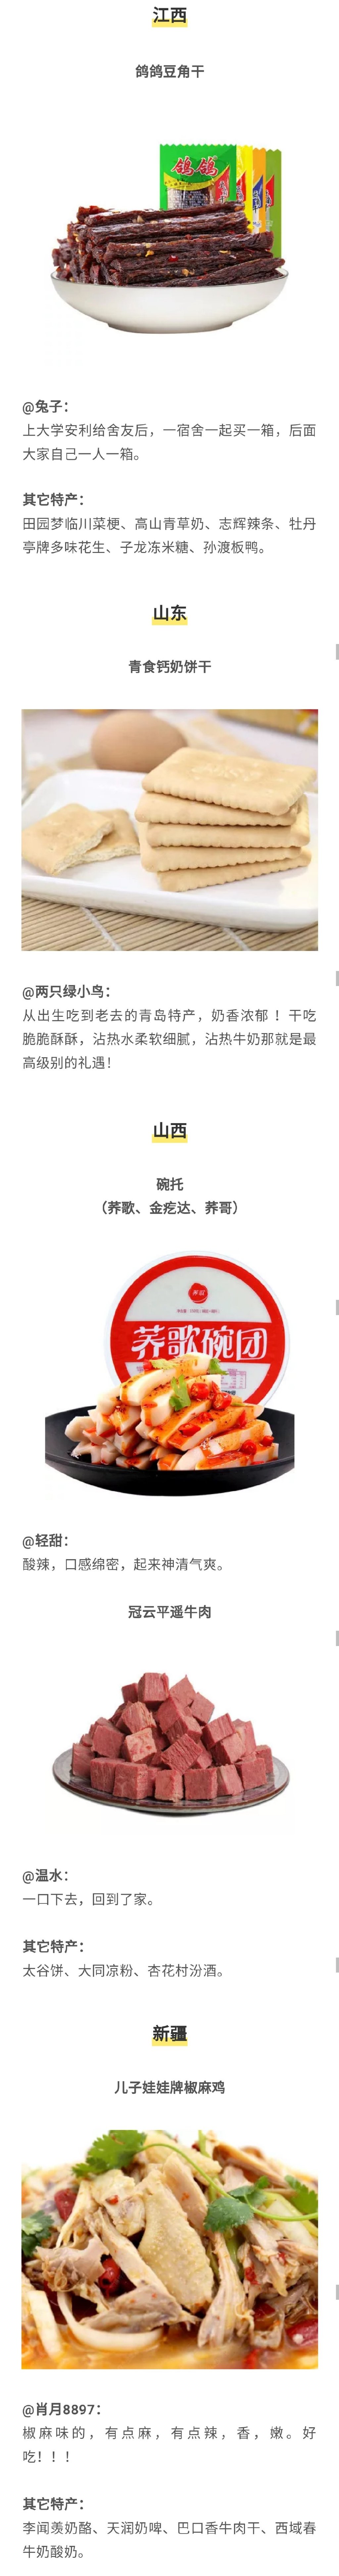 江西
鸽鸽豆角干
鸽鸽
@兔子：
上大学安利给舍友后，一宿舍一起买一箱，后面
大家自己一人一箱。
其它特产：
田园梦临川菜梗、高山青草奶、志辉辣条、牡丹
亭牌多味花生、子龙冻米糖、孙渡板鸭。
山东
青食钙奶饼干
@两只绿小鸟：
从出生吃到老去的青岛特产，奶香浓郁 ！干吃
脆脆酥酥，沾热水柔软细腻，沾热牛奶那就是最
高级别的礼遇！
山西
碗托
（荞歌、金疙达、荞哥）
荞歌碗团
@轻甜：
酸辣，口感绵密，起来神清气爽。
冠云平遥牛肉
@温水：
一口下去，回到了家。
其它特产：
太谷饼、大同凉粉、杏花村汾酒。
新疆
儿子娃娃牌椒麻鸡
@肖月8897：
椒麻味的，有点麻，有点辣，香，嫩。好
吃！！！
其它特产：
李闻羡奶酪、天润奶啤、巴口香牛肉干、西域春
牛奶酸奶。